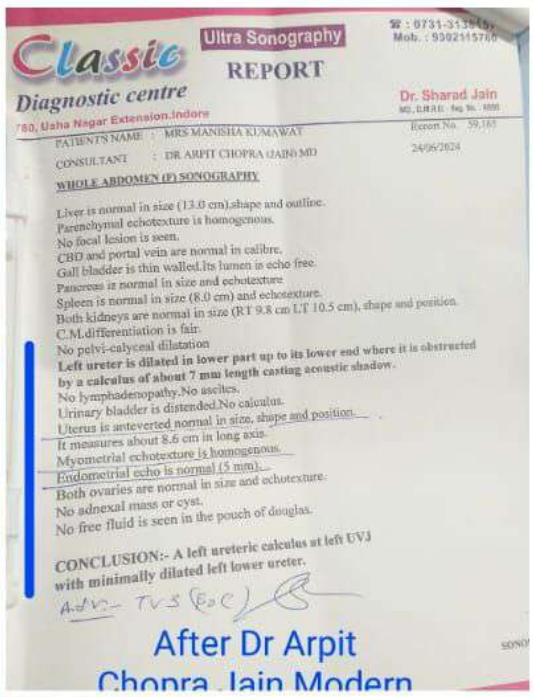 Classic
Diagnostic centre
780, Usha Nagar Extension.Indore
Ultra Sonography
REPORT
☎ : 0731-313
Mob. : 9302115760
Dr. Sharad Jain
MD., D.M.R.D.
Report No. 59,165
24/06/2024
PATIENTS NAME : MRS MANISHA KUMAWAT
CONSULTANT : DR ARPIT CHOPRA (JAIN) MD
WHOLE ABDOMEN (F) SONOGRAPHY
Liver is normal in size (13.0 cm),shape and outline.
Parenchymal echotexture is homogenous.
No focal lesion is seen.
CBD and portal vein are normal in calibre.
Gall bladder is thin walled.Its lumen is echo free.
Pancreas is normal in size and echotexture
Spleen is normal in size (8.0 cm) and echotexture.
Both kidneys are normal in size (RT 9.8 cm LT 10.5 cm), shape and position.
C.M.differentiation is fair.
No pelvi-calyceal dilatation
Left ureter is dilated in lower part up to its lower end where it is obstructed
by a calculus of about 7 mm length casting acoustic shadow.
No lymphadenopathy.No ascites.
Urinary bladder is distended.No calculus.
Uterus is anteverted normal in size, shape and position.
It measures about 8.6 cm in long axis.
Myometrial echotexture is homogenous.
Endometrial echo is normal (5 mm).
Both ovaries are normal in size and echotexture.
No adnexal mass or cyst.
No free fluid is seen in the pouch of douglas.
CONCLUSION:- A left ureteric calculus at left UVJ
with minimally dilated left lower ureter.
Adv:- TVS
SONO
After Dr Arpit
Chopra Jain Modern